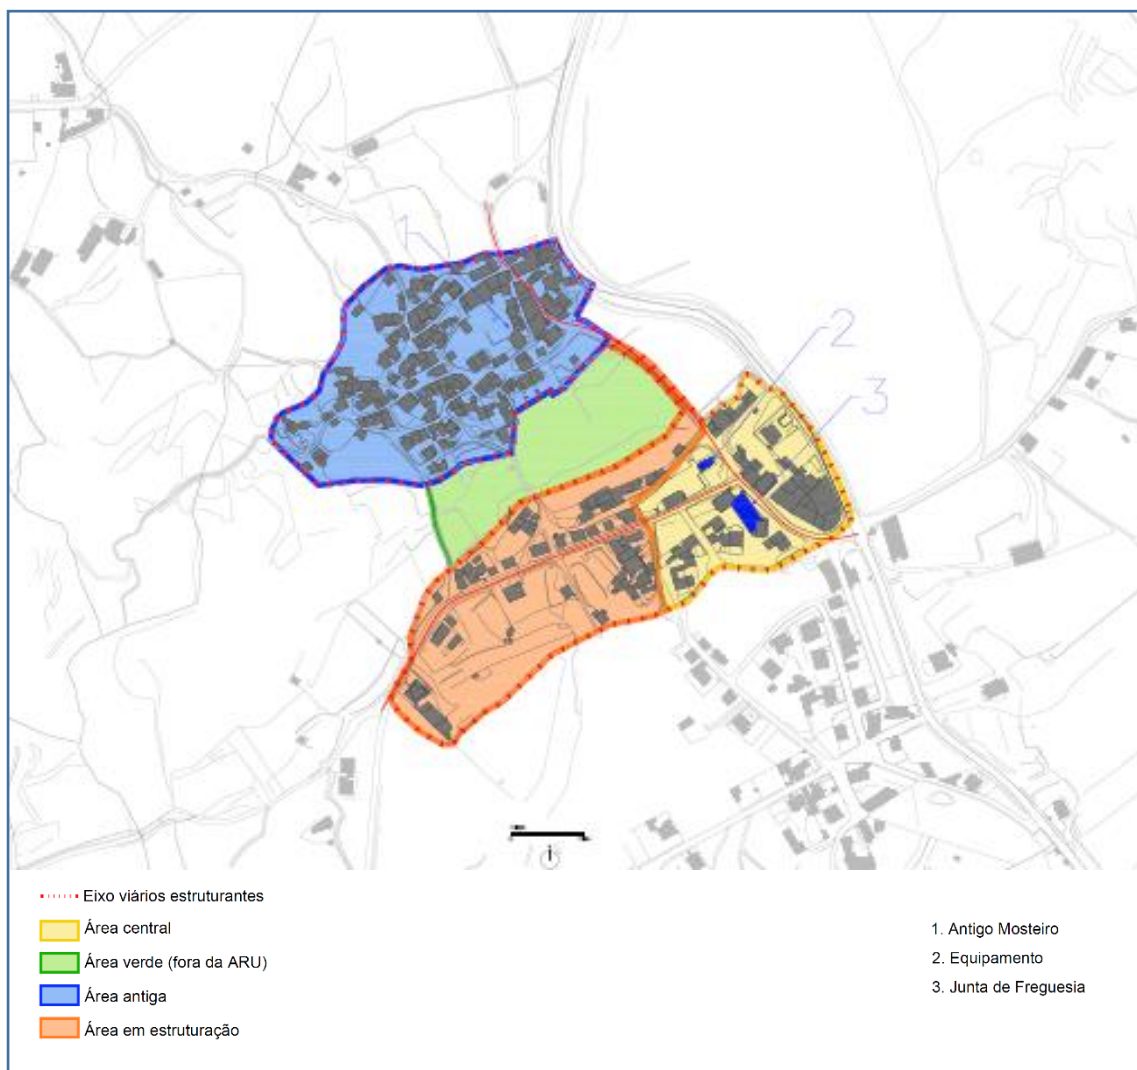 1
2
3
Eixo viários estruturantes
Área central
Área verde (fora da ARU)
Área antiga
Área em estruturação
1. Antigo Mosteiro
2. Equipamento
3. Junta de Freguesia